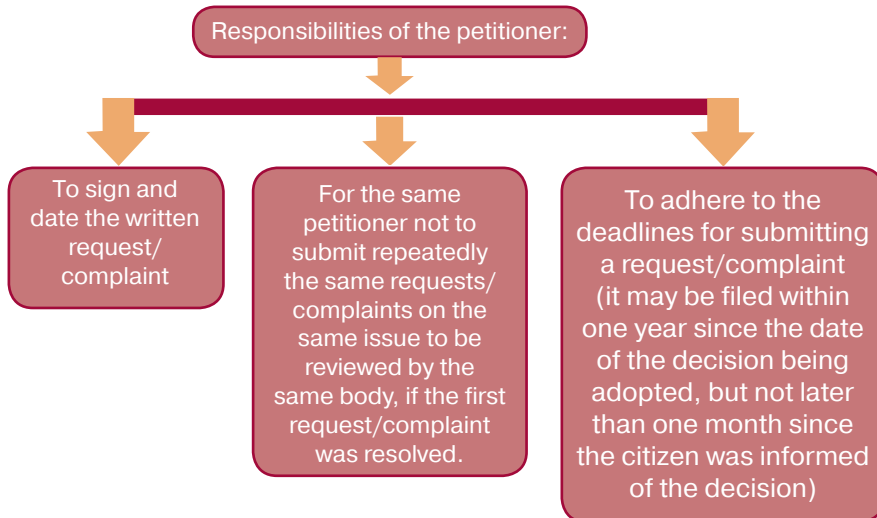 Responsibilities of the petitioner:
To sign and
date the written
request/
complaint
For the same
petitioner not to
submit repeatedly
the same requests/
complaints on the
same issue to be
reviewed by the
same body, if the first
request/complaint
was resolved.
To adhere to the
deadlines for submitting
a request/complaint
(it may be filed within
one year since the date
of the decision being
adopted, but not later
than one month since
the citizen was informed
of the decision)